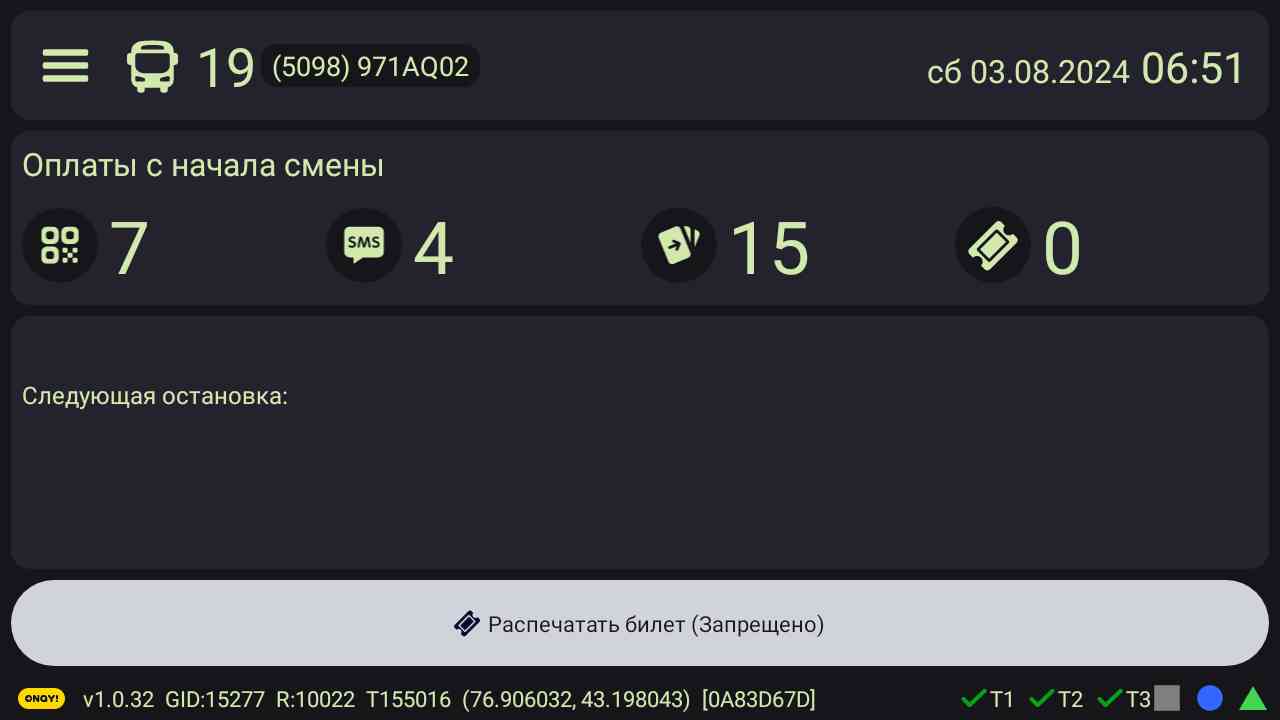 19 (5098) 971AQ02 сб 03.08.2024 06:51
Оплаты с начала смены
7 SMS 4 15 0
Следующая остановка:
Распечатать билет (Запрещено)
ONAY! v1.0.32 GID:15277 R:10022 T155016 (76.906032, 43.198043) [0A83D67D] T1 T2 T3